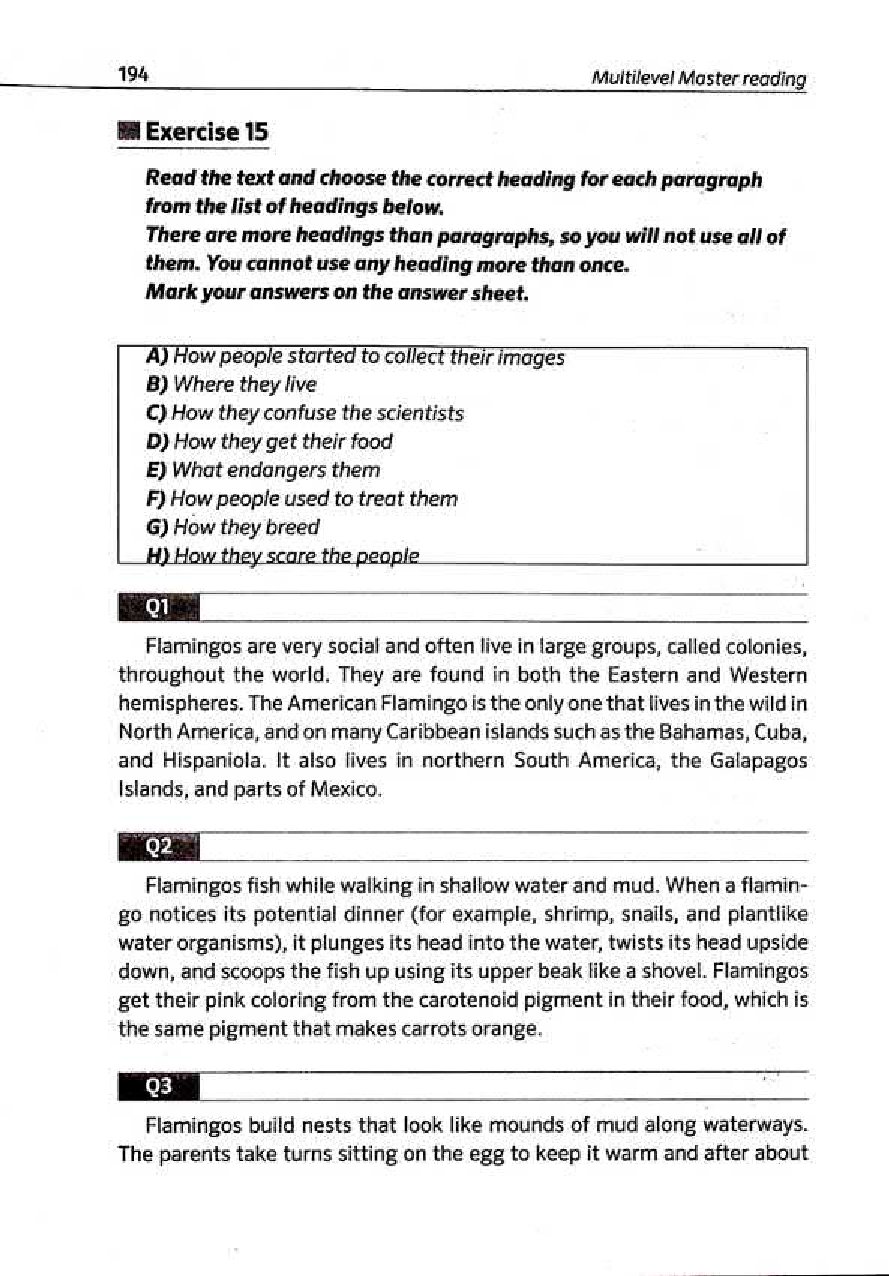 194
Multilevel Master reading
Exercise 15
Read the text and choose the correct heading for each paragraph
from the list of headings below.
There are more headings than paragraphs, so you will not use all of
them. You cannot use any heading more than once.
Mark your answers on the answer sheet.
A) How people started to collect their images
B) Where they live
C) How they confuse the scientists
D) How they get their food
E) What endangers them
F) How people used to treat them
G) How they breed
H) How they scare the people
Q1
Flamingos are very social and often live in large groups, called colonies,
throughout the world. They are found in both the Eastern and Western
hemispheres. The American Flamingo is the only one that lives in the wild in
North America, and on many Caribbean islands such as the Bahamas, Cuba,
and Hispaniola. It also lives in northern South America, the Galapagos
Islands, and parts of Mexico.
Q2
Flamingos fish while walking in shallow water and mud. When a flamin-
go notices its potential dinner (for example, shrimp, snails, and plantlike
water organisms), it plunges its head into the water, twists its head upside
down, and scoops the fish up using its upper beak like a shovel. Flamingos
get their pink coloring from the carotenoid pigment in their food, which is
the same pigment that makes carrots orange.
Q3
Flamingos build nests that look like mounds of mud along waterways.
The parents take turns sitting on the egg to keep it warm and after about